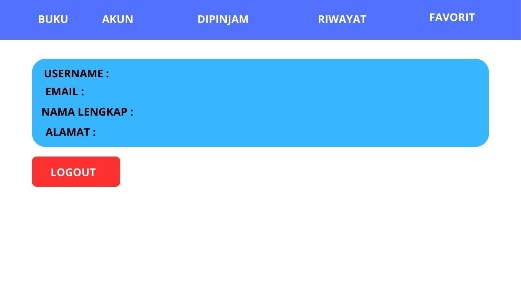 BUKU AKUN DIPINJAM RIWAYAT FAVORIT
USERNAME :
EMAIL :
NAMA LENGKAP :
ALAMAT :
LOGOUT